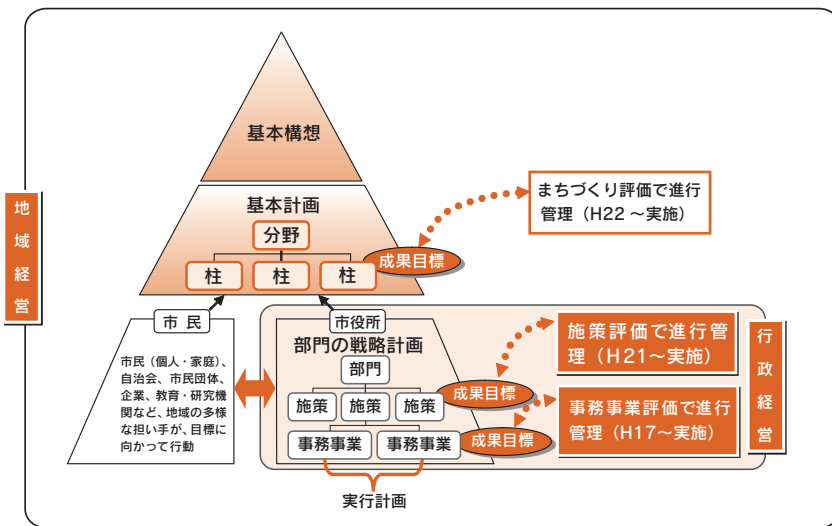 基本構想
基本計画
分野
柱
柱
柱
成果目標
まちづくり評価で進行
管理（H22～実施）
地域経営
市民
市民（個人・家庭）、
自治会、市民団体、
企業、教育・研究機
関など、地域の多様
な担い手が、目標に
向かって行動
市役所
部門の戦略計画
部門
施策
施策
施策
成果目標
事務事業
事務事業
成果目標
実行計画
施策評価で進行管
理（H21～実施）
事務事業評価で進行
管理（H17～実施）
行政経営